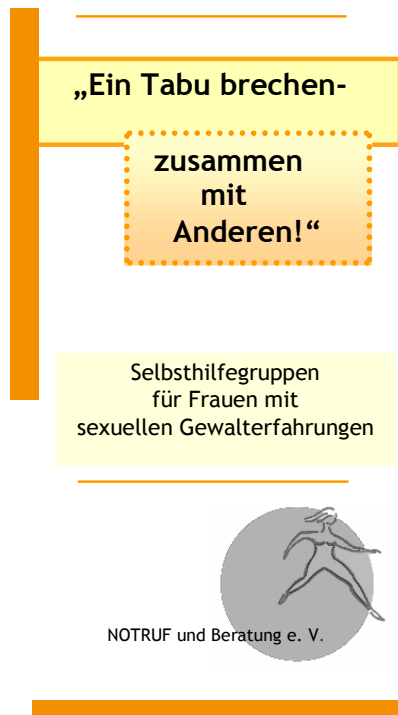 „Ein Tabu brechen-
zusammen
mit
Anderen!“
Selbsthilfegruppen
für Frauen mit
sexuellen Gewalterfahrungen
NOTRUF und Beratung e. V.